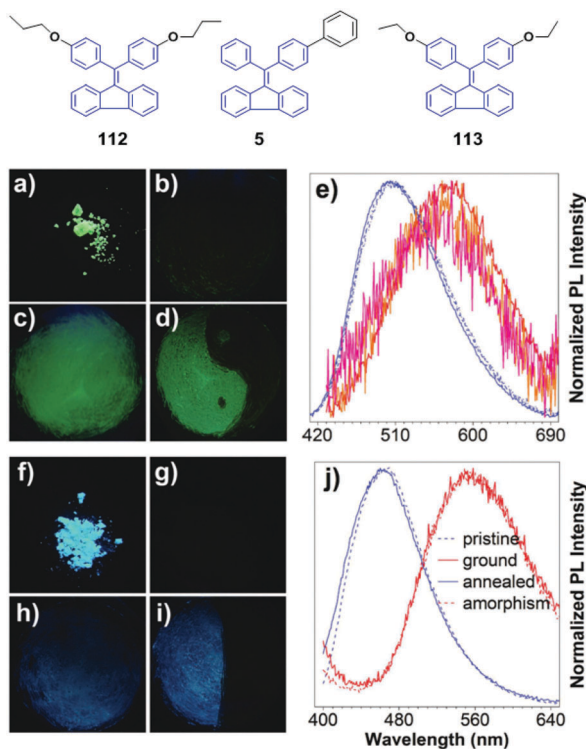 O
O
O
O
112
5
113
a)
b)
c)
d)
e)
Normalized PL Intensity
420
510
600
690
f)
g)
h)
i)
j)
pristine
ground
annealed
amorphism
Normalized PL Intensity
400
480
560
640
Wavelength (nm)